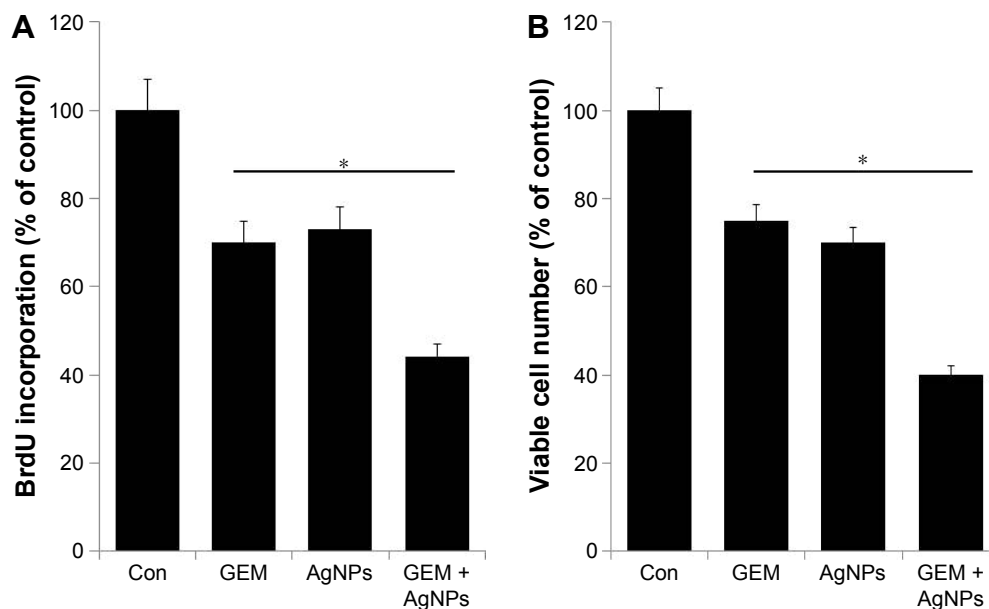 A
BrdU incorporation (% of control)
120
100
80
60
40
20
0
*
Con
GEM
AgNPs
GEM +
AgNPs
B
Viable cell number (% of control)
120
100
80
60
40
20
0
*
Con
GEM
AgNPs
GEM +
AgNPs